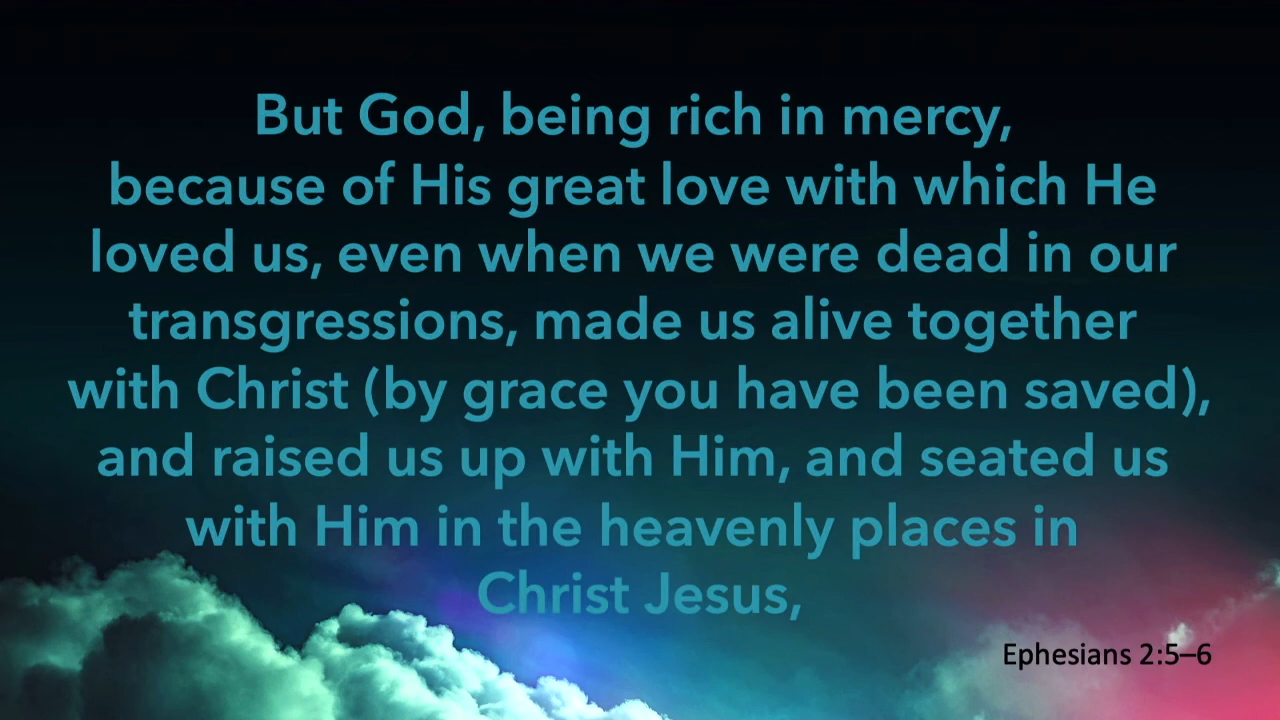 But God, being rich in mercy,
because of His great love with which He
loved us, even when we were dead in our
transgressions, made us alive together
with Christ (by grace you have been saved),
and raised us up with Him, and seated us
with Him in the heavenly places in
Christ Jesus,
Ephesians 2:5–6